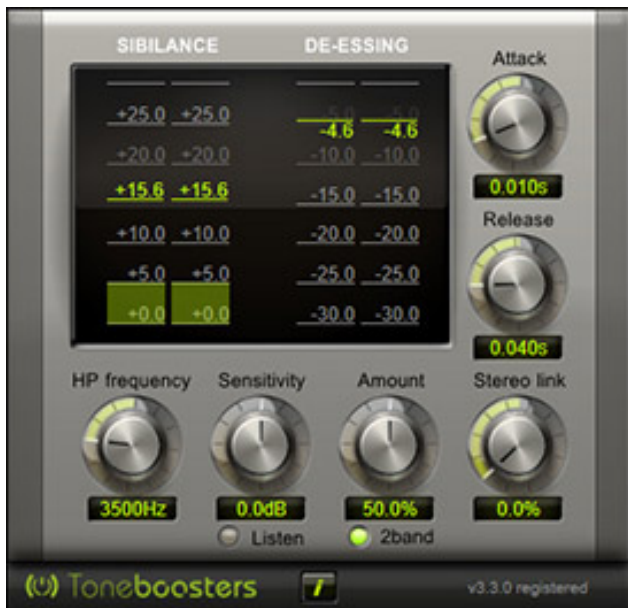 SIBILANCE DE-ESSING
Attack
+25.0 +25.0 -5.0 -5.0
-4.6 -4.6
+20.0 +20.0 -10.0 -10.0
+15.6 +15.6 -15.0 -15.0
0.010s
Release
+10.0 +10.0 -20.0 -20.0
+5.0 +5.0 -25.0 -25.0
+0.0 +0.0 -30.0 -30.0
0.040s
HP frequency Sensitivity Amount Stereo link
3500Hz 0.0dB 50.0% 0.0%
Listen 2band
Toneboosters i v3.3.0 registered